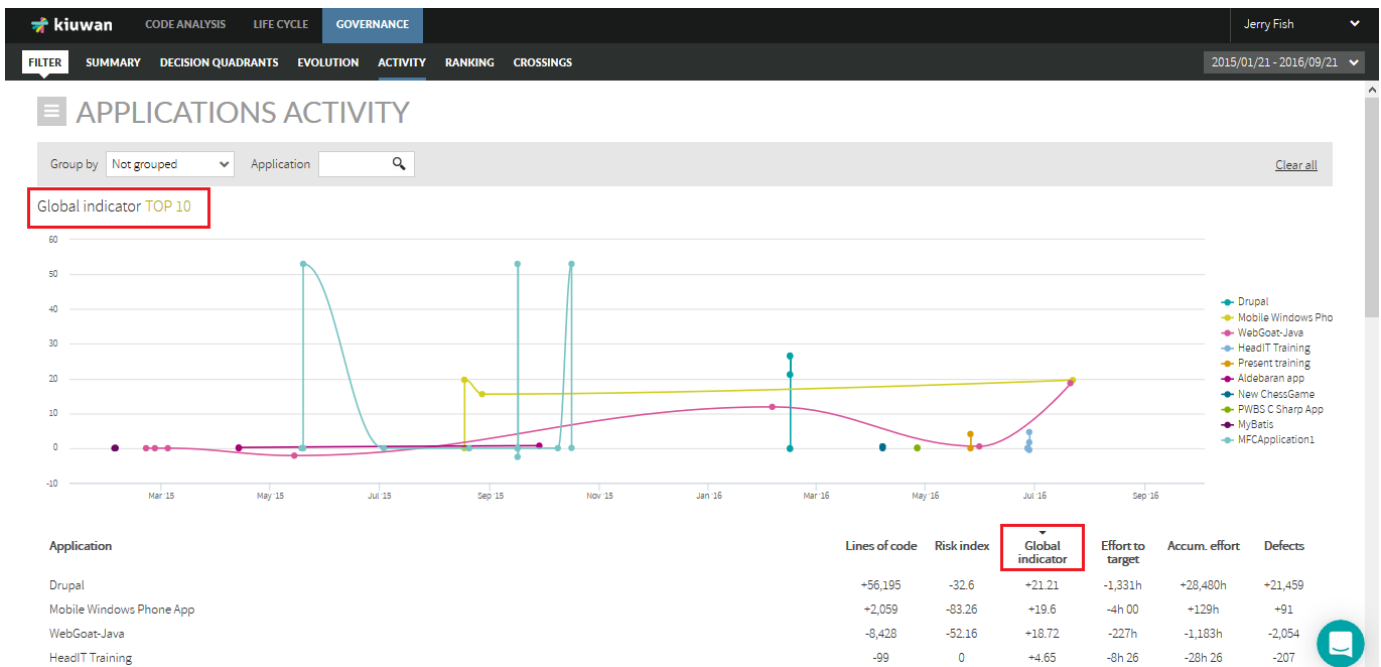 kiuwan CODE ANALYSIS LIFE CYCLE GOVERNANCE Jerry Fish
FILTER SUMMARY DECISION QUADRANTS EVOLUTION ACTIVITY RANKING CROSSINGS 2015/01/21 - 2016/09/21
APPLICATIONS ACTIVITY
Group by Not grouped Application Clear all
Global indicator TOP 10
60
50
40
30
20
10
0
-10
Mar '15 May '15 Jul '15 Sep '15 Nov '15 Jan '16 Mar '16 May '16 Jul '16 Sep '16
Drupal
Mobile Windows Pho
WebGoat-Java
HeadIT Training
Present training
Aldebaran app
New ChessGame
PWBS C Sharp App
MyBatis
MFCApplication1
Application Lines of code Risk index Global indicator Effort to target Accum. effort Defects
Drupal +56,195 -32.6 +21.21 -1,331h +28,480h +21,459
Mobile Windows Phone App +2,059 -83.26 +19.6 -4h 00 +129h +91
WebGoat-Java -8,428 -52.16 +18.72 -227h -1,183h -2,054
HeadIT Training -99 0 +4.65 -8h 26 -28h 26 -207